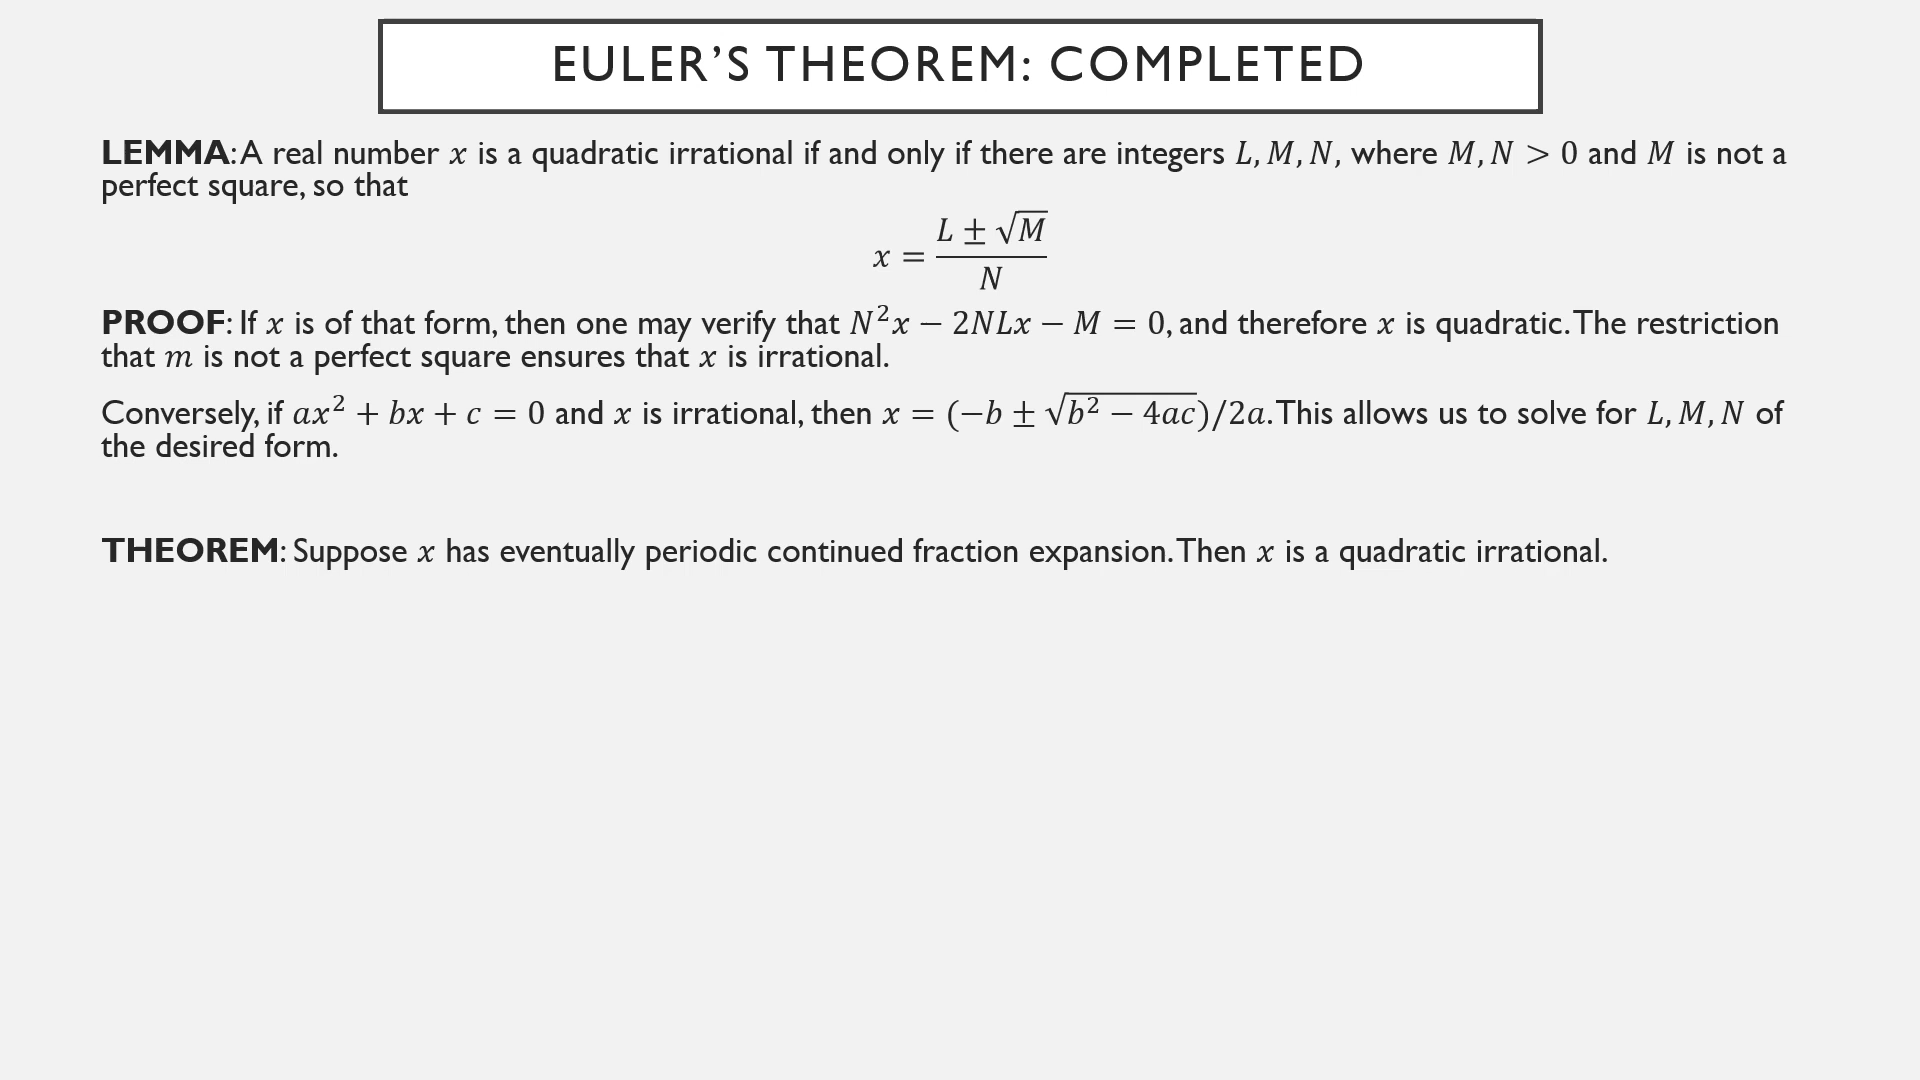 EULER’S THEOREM: COMPLETED
LEMMA: A real number x is a quadratic irrational if and only if there are integers L, M, N, where M, N > 0 and M is not a
perfect square, so that
x = \frac{L ± √M}{N}
PROOF: If x is of that form, then one may verify that N²x − 2NLx − M = 0, and therefore x is quadratic. The restriction
that m is not a perfect square ensures that x is irrational.
Conversely, if ax² + bx + c = 0 and x is irrational, then x = (−b ± √(b² − 4ac))/2a. This allows us to solve for L, M, N of
the desired form.
THEOREM: Suppose x has eventually periodic continued fraction expansion. Then x is a quadratic irrational.